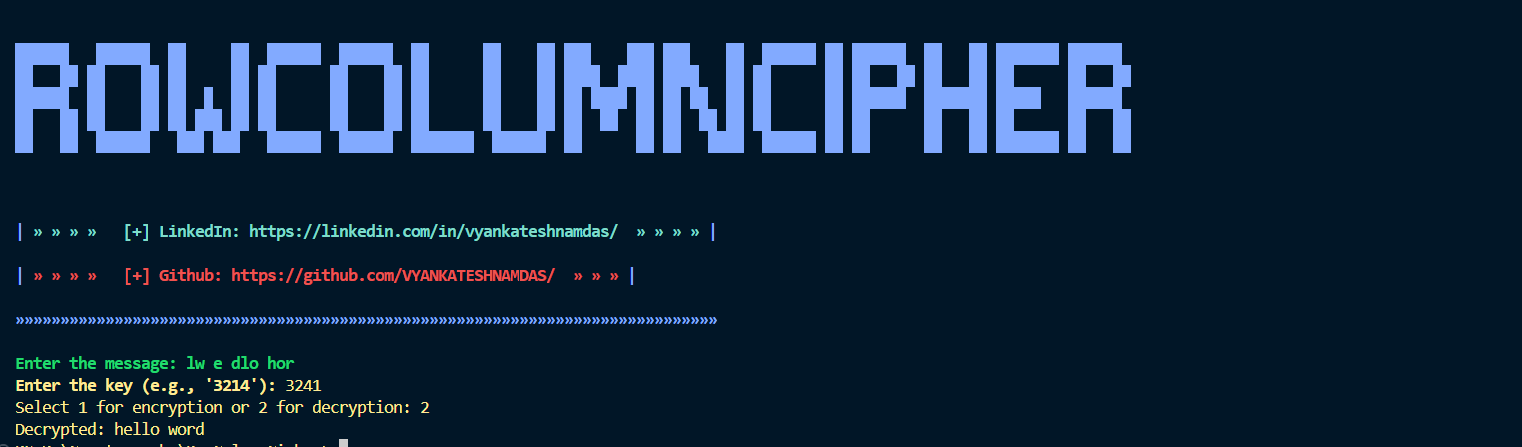 ROWCOLUMNCIPHER
| » » » »   [+] LinkedIn: https://linkedin.com/in/vyankateshnamdas/  » » » » |
| » » » »   [+] Github: https://github.com/VYANKATESHNAMDAS/  » » » |
»»»»»»»»»»»»»»»»»»»»»»»»»»»»»»»»»»»»»»»»»»»»»»»»»»»»»»»»»»»»»»»»»»»»»»»»»»»»»»
Enter the message: lw e dlo hor
Enter the key (e.g., '3214'): 3241
Select 1 for encryption or 2 for decryption: 2
Decrypted: hello word